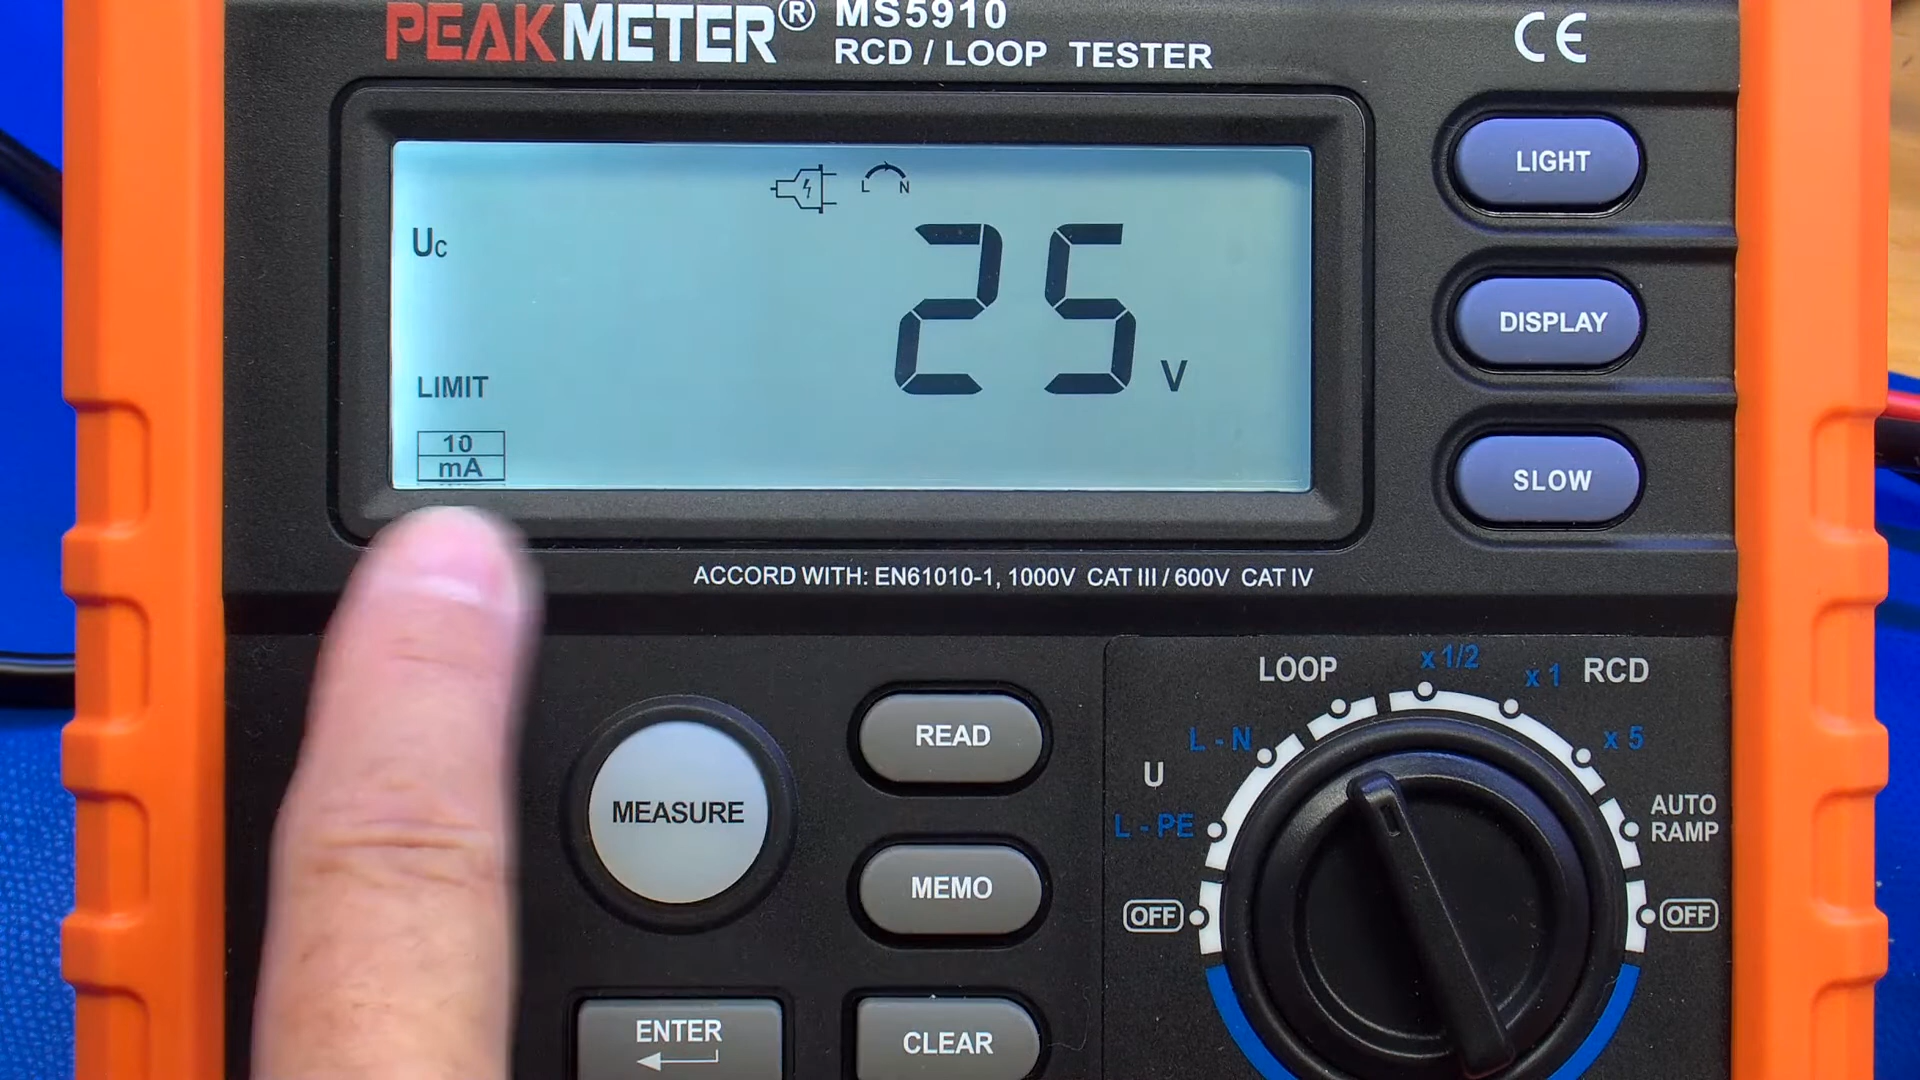 PEAKMETER® MS5910
RCD / LOOP TESTER
CE
LIGHT
L N
Uc
25 V
DISPLAY
LIMIT
10
mA
SLOW
ACCORD WITH: EN61010-1, 1000V CAT III / 600V CAT IV
LOOP
x 1/2
x 1
RCD
L - N
x 5
U
L - PE
AUTO
RAMP
OFF
OFF
MEASURE
READ
MEMO
ENTER
CLEAR